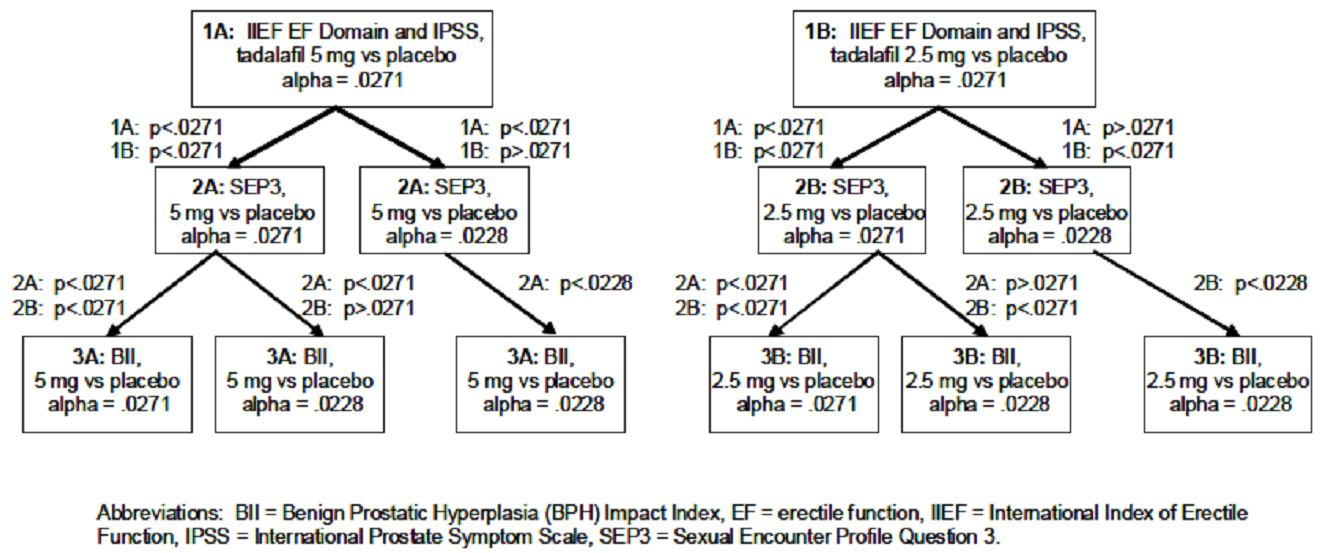 1A: IIEF EF Domain and IPSS,
tadalafil 5 mg vs placebo
alpha = .0271
1B: IIEF EF Domain and IPSS,
tadalafil 2.5 mg vs placebo
alpha = .0271
1A: p<.0271
1B: p<.0271
1A: p<.0271
1B: p>.0271
1A: p<.0271
1B: p<.0271
1A: p>.0271
1B: p<.0271
2A: SEP3,
5 mg vs placebo
alpha = .0271
2A: SEP3,
5 mg vs placebo
alpha = .0228
2B: SEP3,
2.5 mg vs placebo
alpha = .0271
2B: SEP3,
2.5 mg vs placebo
alpha = .0228
2A: p<.0271
2B: p<.0271
2A: p<.0271
2B: p>.0271
2A: p<.0228
2A: p<.0271
2B: p<.0271
2A: p>.0271
2B: p<.0271
2B: p<.0228
3A: BII,
5 mg vs placebo
alpha = .0271
3A: BII,
5 mg vs placebo
alpha = .0228
3A: BII,
5 mg vs placebo
alpha = .0228
3B: BII,
2.5 mg vs placebo
alpha = .0271
3B: BII,
2.5 mg vs placebo
alpha = .0228
3B: BII,
2.5 mg vs placebo
alpha = .0228
Abbreviations: BII = Benign Prostatic Hyperplasia (BPH) Impact Index, EF = erectile function, IIEF = International Index of Erectile
Function, IPSS = International Prostate Symptom Scale, SEP3 = Sexual Encounter Profile Question 3.